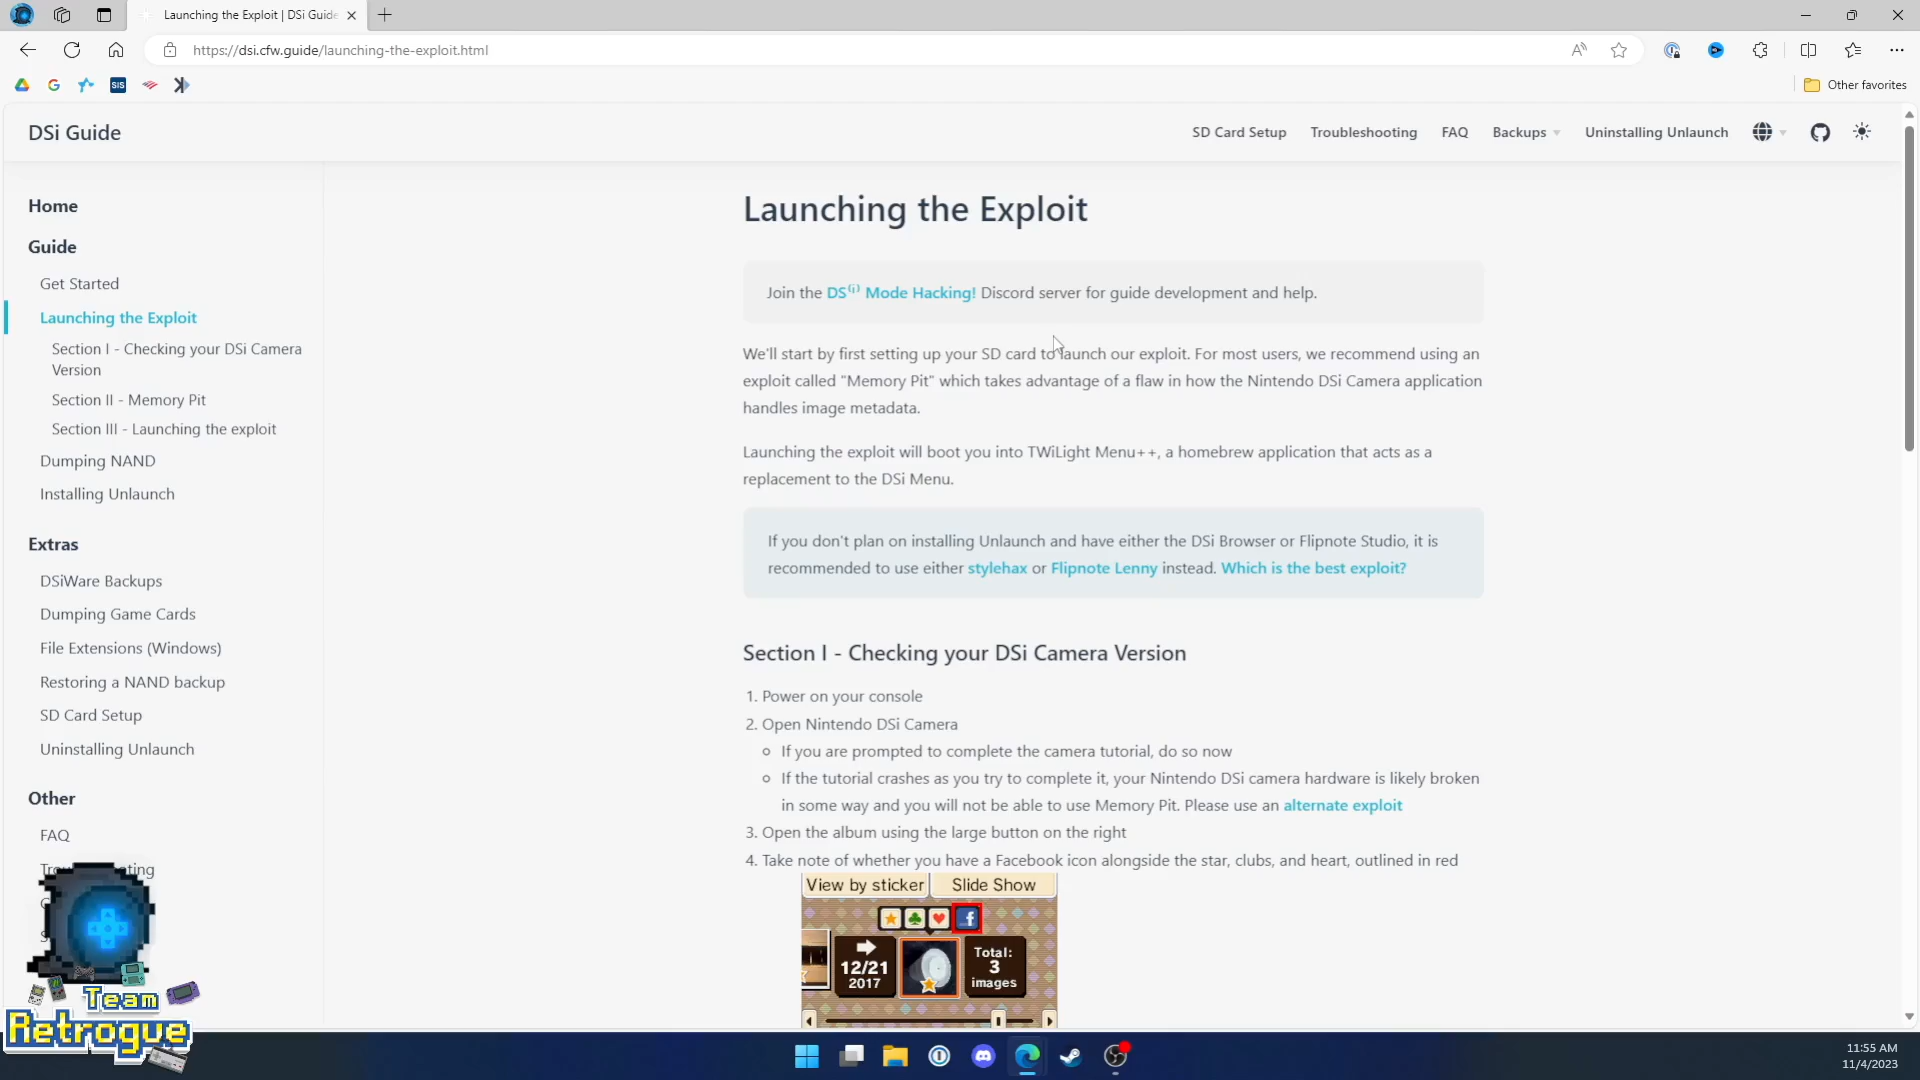 Launching the Exploit | DSi Guide
https://dsi.cfw.guide/launching-the-exploit.html
SIS
Other favorites
DSi Guide
SD Card Setup
Troubleshooting
FAQ
Backups
Uninstalling Unlaunch
Home
Guide
Get Started
Launching the Exploit
Section I - Checking your DSi Camera
Version
Section II - Memory Pit
Section III - Launching the exploit
Dumping NAND
Installing Unlaunch
Extras
DSiWare Backups
Dumping Game Cards
File Extensions (Windows)
Restoring a NAND backup
SD Card Setup
Uninstalling Unlaunch
Other
FAQ
Launching the Exploit
Join the DS⁽ⁱ⁾ Mode Hacking! Discord server for guide development and help.
We'll start by first setting up your SD card to launch our exploit. For most users, we recommend using an
exploit called "Memory Pit" which takes advantage of a flaw in how the Nintendo DSi Camera application
handles image metadata.
Launching the exploit will boot you into TWiLight Menu++, a homebrew application that acts as a
replacement to the DSi Menu.
If you don't plan on installing Unlaunch and have either the DSi Browser or Flipnote Studio, it is
recommended to use either stylehax or Flipnote Lenny instead. Which is the best exploit?
Section I - Checking your DSi Camera Version
1. Power on your console
2. Open Nintendo DSi Camera
If you are prompted to complete the camera tutorial, do so now
If the tutorial crashes as you try to complete it, your Nintendo DSi camera hardware is likely broken
in some way and you will not be able to use Memory Pit. Please use an alternate exploit
3. Open the album using the large button on the right
4. Take note of whether you have a Facebook icon alongside the star, clubs, and heart, outlined in red
View by sticker
Slide Show
f
12/21
2017
Total:
3
images
Team
Retrogue
11:55 AM
11/4/2023